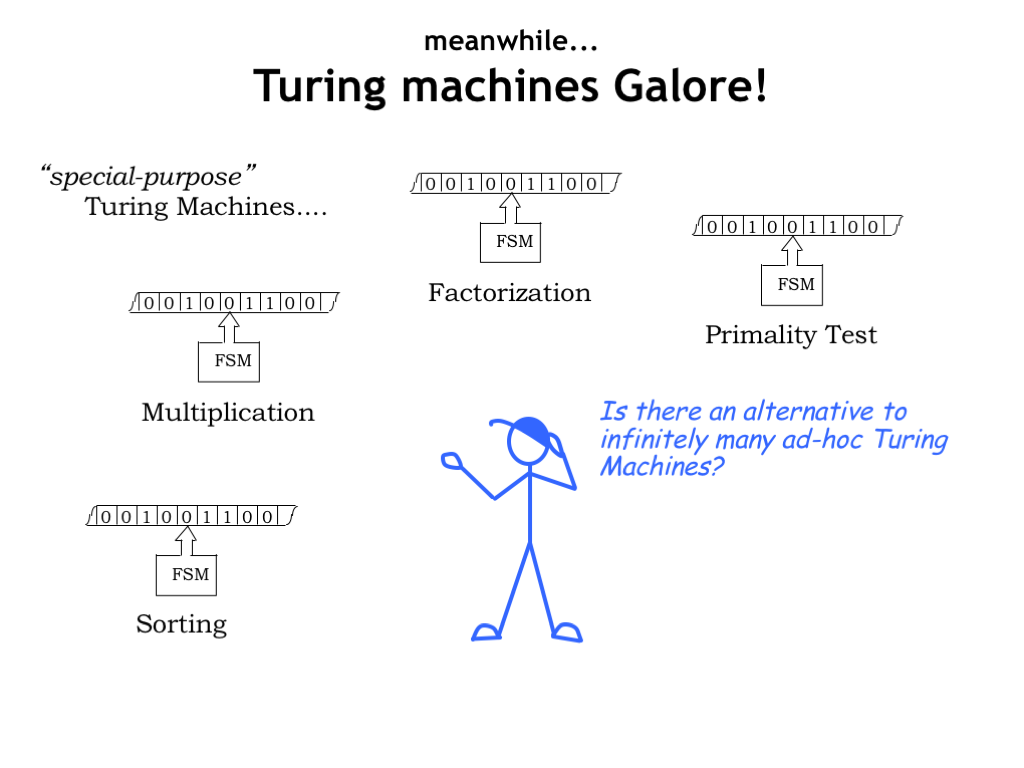 meanwhile...
Turing machines Galore!
“special-purpose”
Turing Machines....
0 0 1 0 0 1 1 0 0
FSM
Factorization
0 0 1 0 0 1 1 0 0
FSM
Primality Test
0 0 1 0 0 1 1 0 0
FSM
Multiplication
Is there an alternative to
infinitely many ad-hoc Turing
Machines?
0 0 1 0 0 1 1 0 0
FSM
Sorting